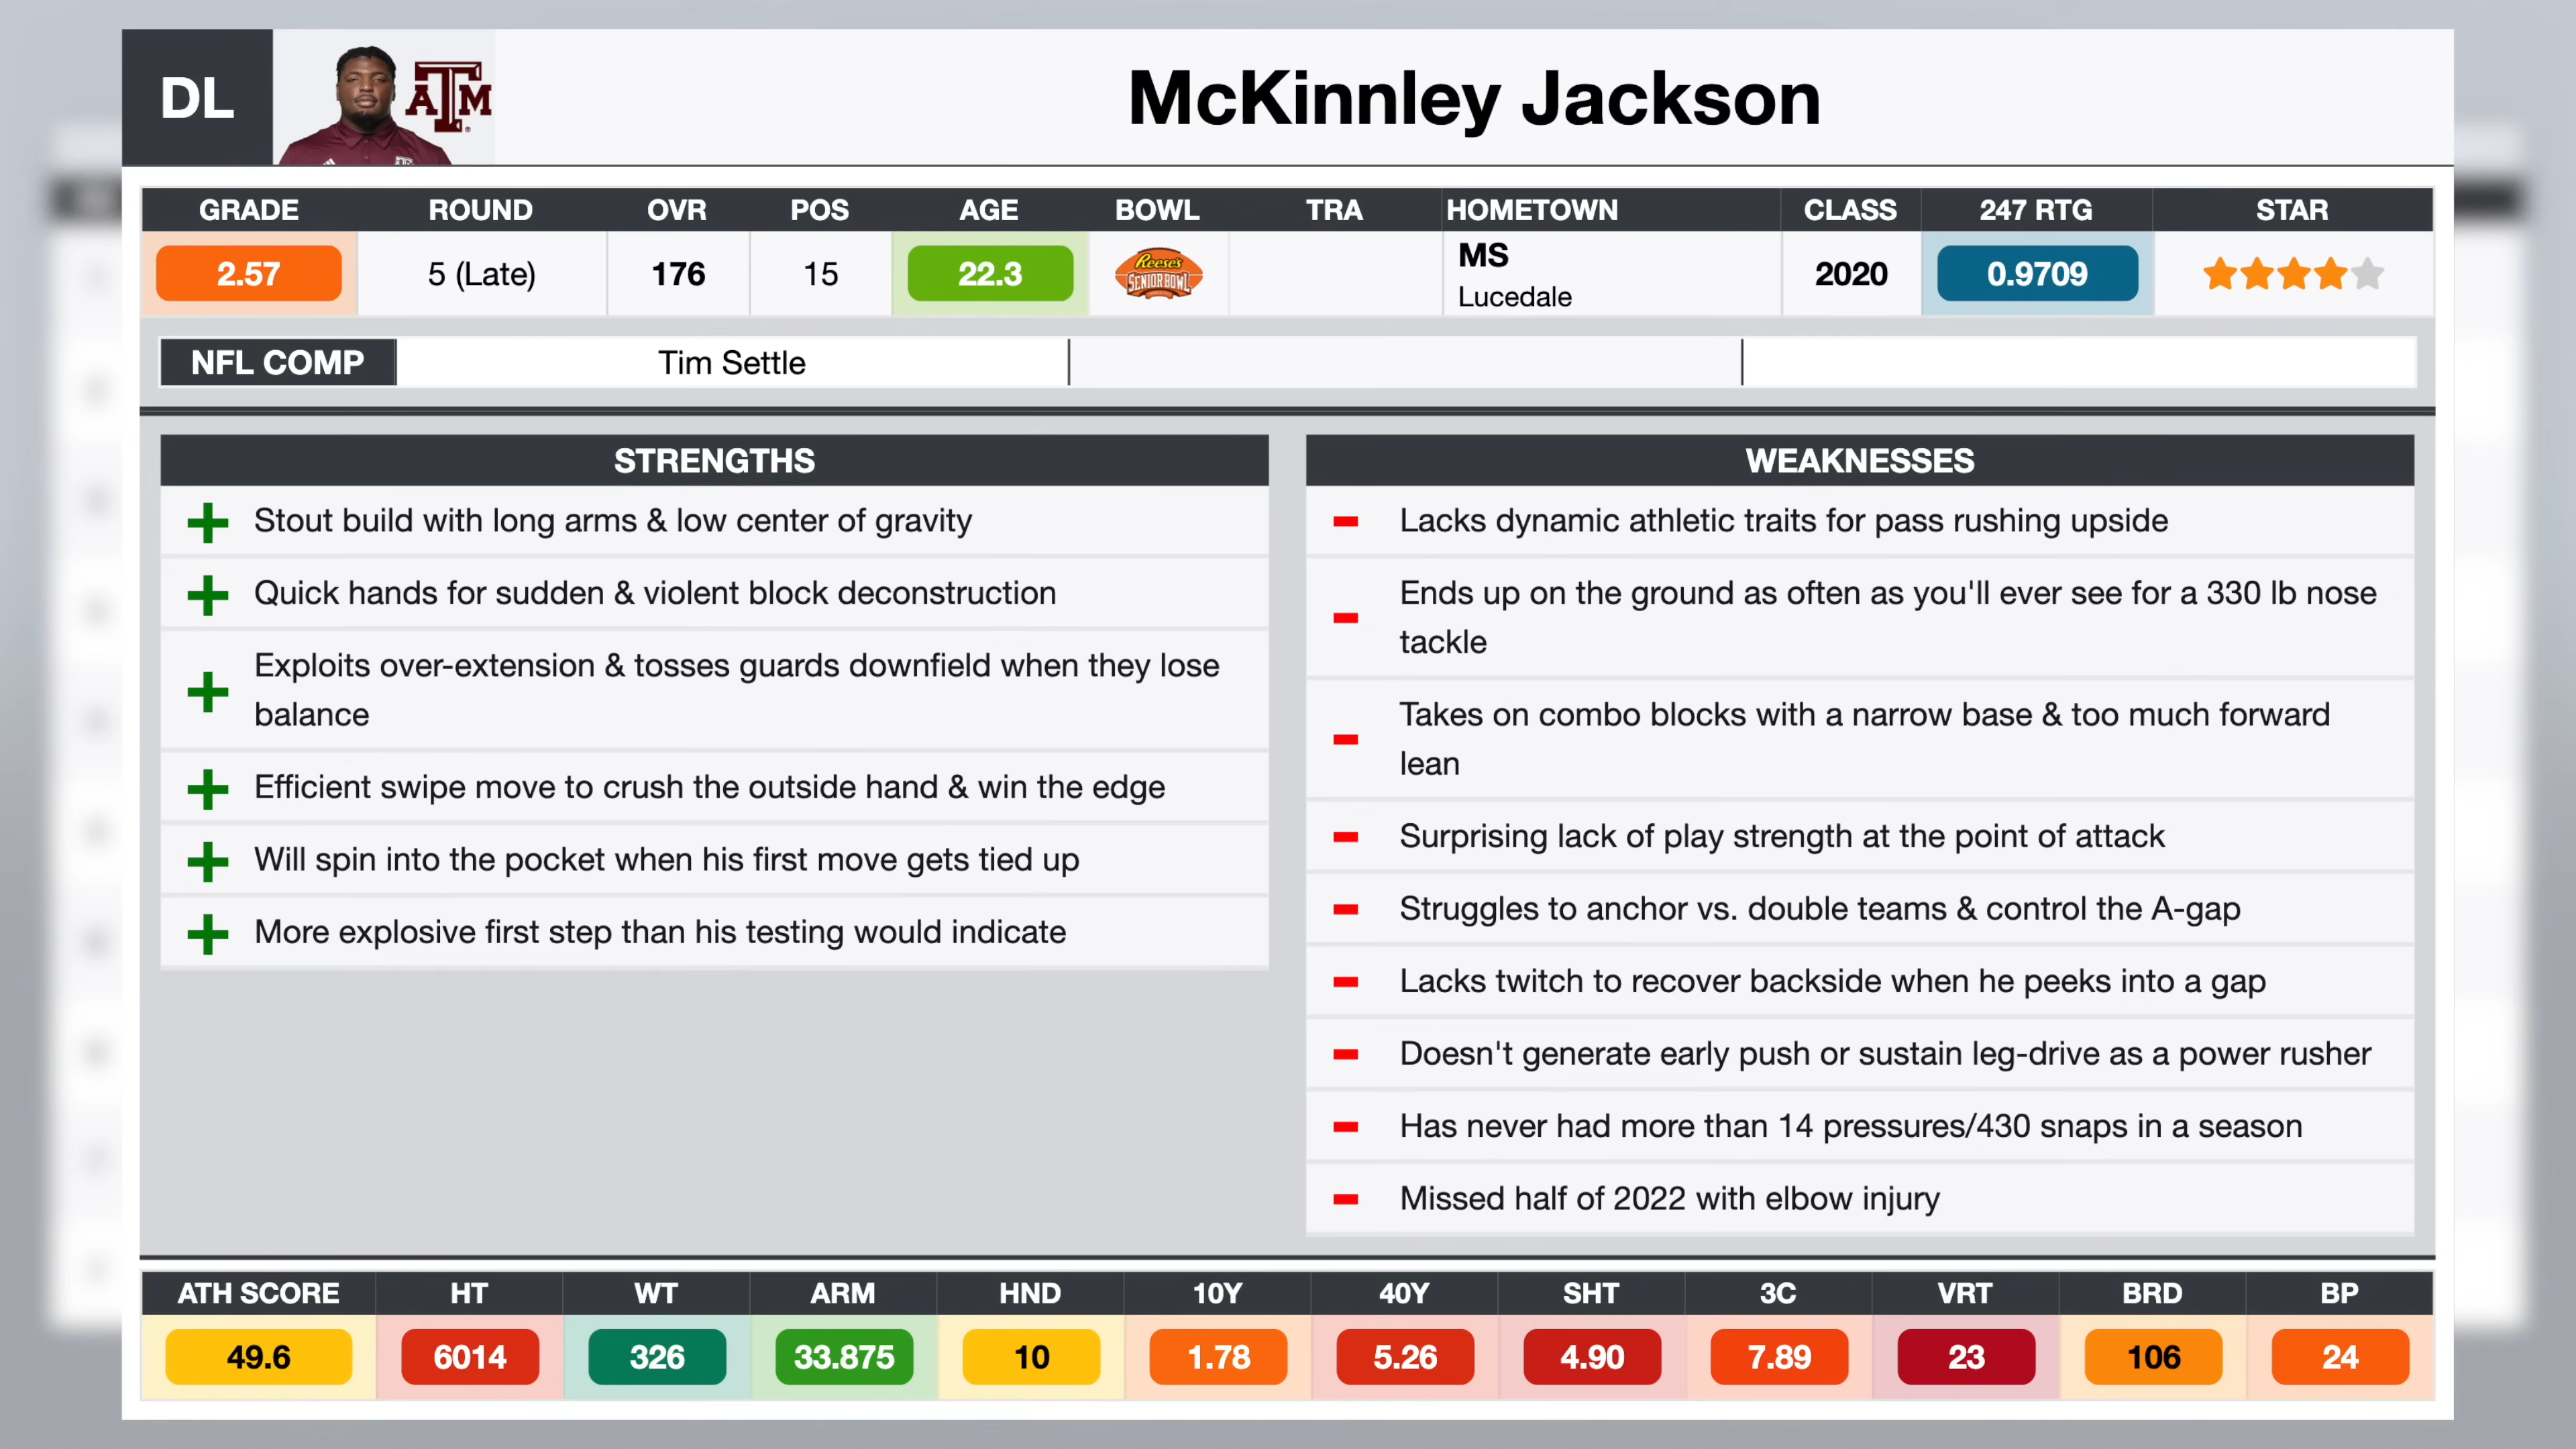 DL
ATM
McKinnley Jackson
GRADE ROUND OVR POS AGE BOWL TRA HOMETOWN CLASS 247 RTG STAR
2.57 5 (Late) 176 15 22.3 Reese's SENIOR BOWL MS Lucedale 2020 0.9709
NFL COMP Tim Settle
STRENGTHS
+ Stout build with long arms & low center of gravity
+ Quick hands for sudden & violent block deconstruction
+ Exploits over-extension & tosses guards downfield when they lose
balance
+ Efficient swipe move to crush the outside hand & win the edge
+ Will spin into the pocket when his first move gets tied up
+ More explosive first step than his testing would indicate
WEAKNESSES
- Lacks dynamic athletic traits for pass rushing upside
- Ends up on the ground as often as you'll ever see for a 330 lb nose
tackle
- Takes on combo blocks with a narrow base & too much forward
lean
- Surprising lack of play strength at the point of attack
- Struggles to anchor vs. double teams & control the A-gap
- Lacks twitch to recover backside when he peeks into a gap
- Doesn't generate early push or sustain leg-drive as a power rusher
- Has never had more than 14 pressures/430 snaps in a season
- Missed half of 2022 with elbow injury
ATH SCORE HT WT ARM HND 10Y 40Y SHT 3C VRT BRD BP
49.6 6014 326 33.875 10 1.78 5.26 4.90 7.89 23 106 24